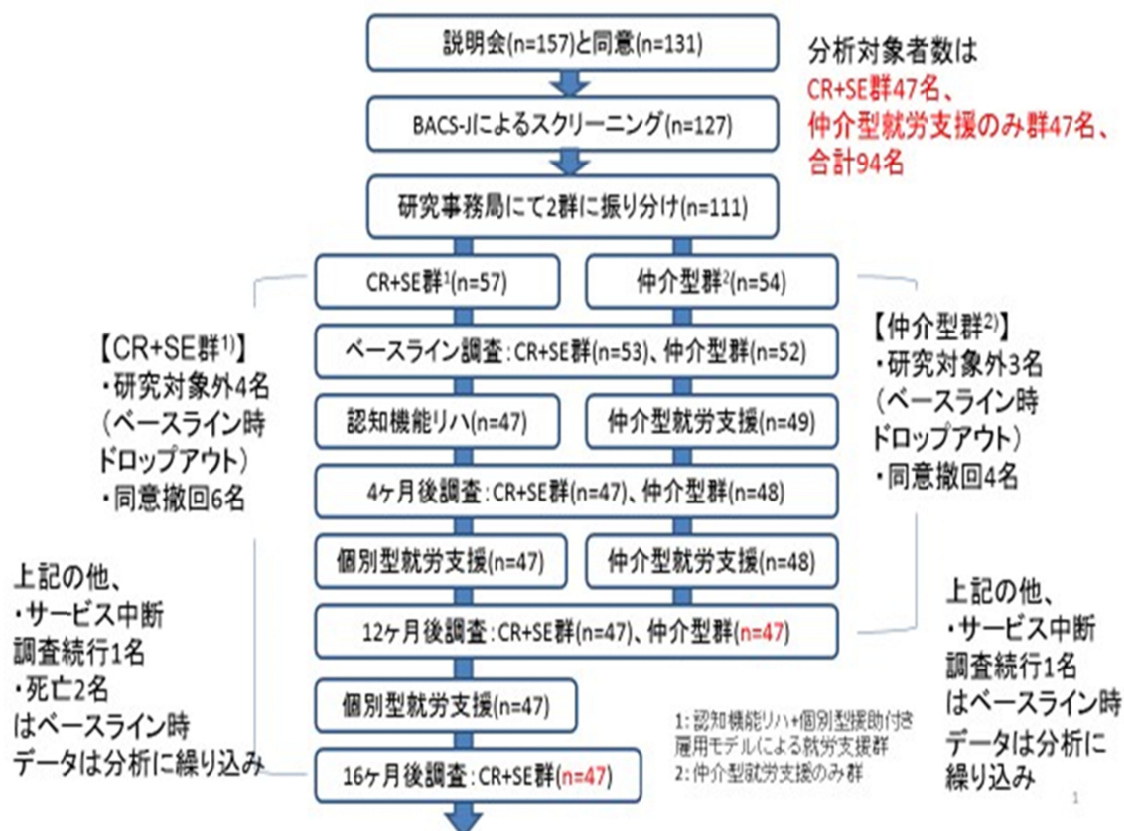 説明会(n=157)と同意(n=131)
分析対象者数は
CR+SE群47名、
仲介型就労支援のみ群47名、
合計94名
BACS-Jによるスクリーニング(n=127)
研究事務局にて2群に振り分け(n=111)
CR+SE群¹(n=57)
仲介型群²(n=54)
【CR+SE群¹⁾】
・研究対象外4名
(ベースライン時
ドロップアウト)
・同意撤回6名
【仲介型群²⁾】
・研究対象外3名
(ベースライン時
ドロップアウト)
・同意撤回4名
ベースライン調査:CR+SE群(n=53)、仲介型群(n=52)
認知機能リハ(n=47)
仲介型就労支援(n=49)
4ヶ月後調査:CR+SE群(n=47)、仲介型群(n=48)
個別型就労支援(n=47)
仲介型就労支援(n=48)
12ヶ月後調査:CR+SE群(n=47)、仲介型群(n=47)
上記の他、
・サービス中断
調査続行1名
・死亡2名
はベースライン時
データは分析に繰り込み
上記の他、
・サービス中断
調査続行1名
はベースライン時
データは分析に
繰り込み
個別型就労支援(n=47)
16ヶ月後調査:CR+SE群(n=47)
1:認知機能リハ+個別型援助付き
雇用モデルによる就労支援群
2:仲介型就労支援のみ群
1